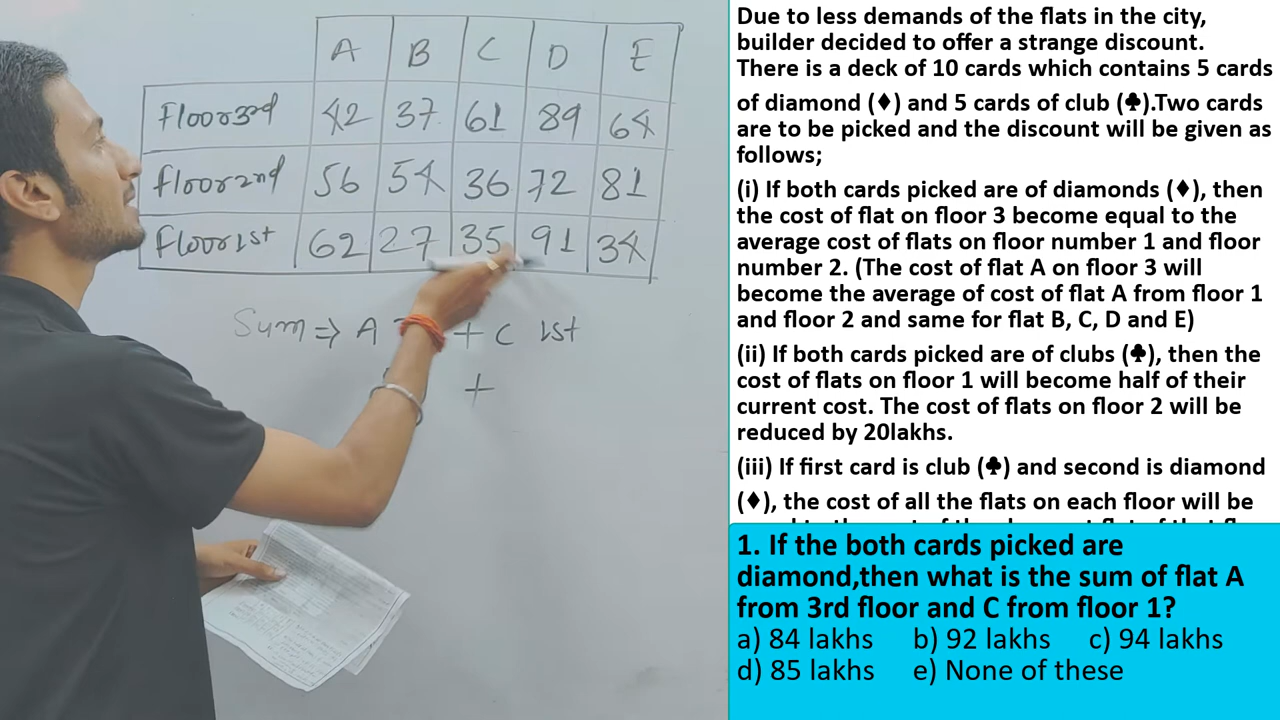 A B C D E
Floor 3rd 42 37 61 89 64
floor 2nd 56 54 36 72 81
Floor 1st 62 27 35 91 34
Sum => A + C 1st
+
Due to less demands of the flats in the city,
builder decided to offer a strange discount.
There is a deck of 10 cards which contains 5 cards
of diamond (♦) and 5 cards of club (♣).Two cards
are to be picked and the discount will be given as
follows;
(i) If both cards picked are of diamonds (♦), then
the cost of flat on floor 3 become equal to the
average cost of flats on floor number 1 and floor
number 2. (The cost of flat A on floor 3 will
become the average of cost of flat A from floor 1
and floor 2 and same for flat B, C, D and E)
(ii) If both cards picked are of clubs (♣), then the
cost of flats on floor 1 will become half of their
current cost. The cost of flats on floor 2 will be
reduced by 20lakhs.
(iii) If first card is club (♣) and second is diamond
(♦), the cost of all the flats on each floor will be
1. If the both cards picked are
diamond,then what is the sum of flat A
from 3rd floor and C from floor 1?
a) 84 lakhs b) 92 lakhs c) 94 lakhs
d) 85 lakhs e) None of these